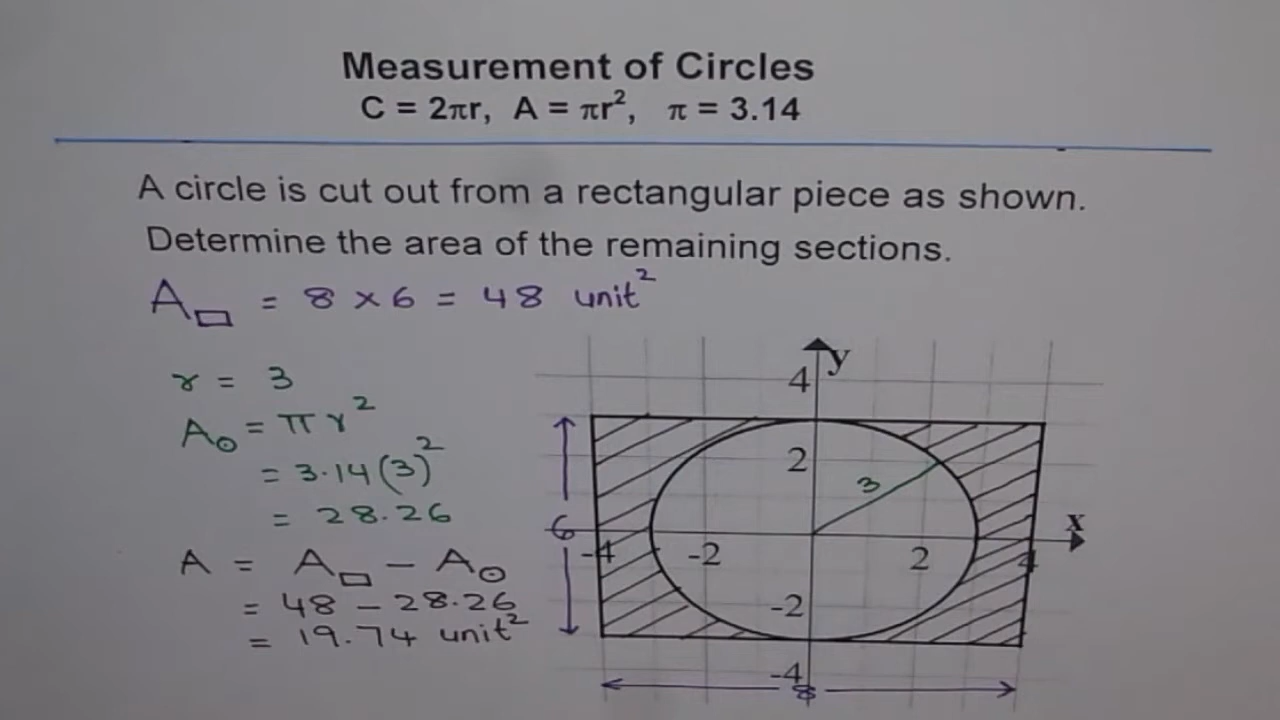 Measurement of Circles
C = 2πr, A = πr², π = 3.14
A circle is cut out from a rectangular piece as shown.
Determine the area of the remaining sections.
A▭ = 8 × 6 = 48 unit²
r = 3
A⊙ = πr²
= 3.14(3)²
= 28.26
A = A▭ − A⊙
= 48 − 28.26
= 19.74 unit²
y
4
2
3
6
-4
-2
2
4
x
-2
-4
8